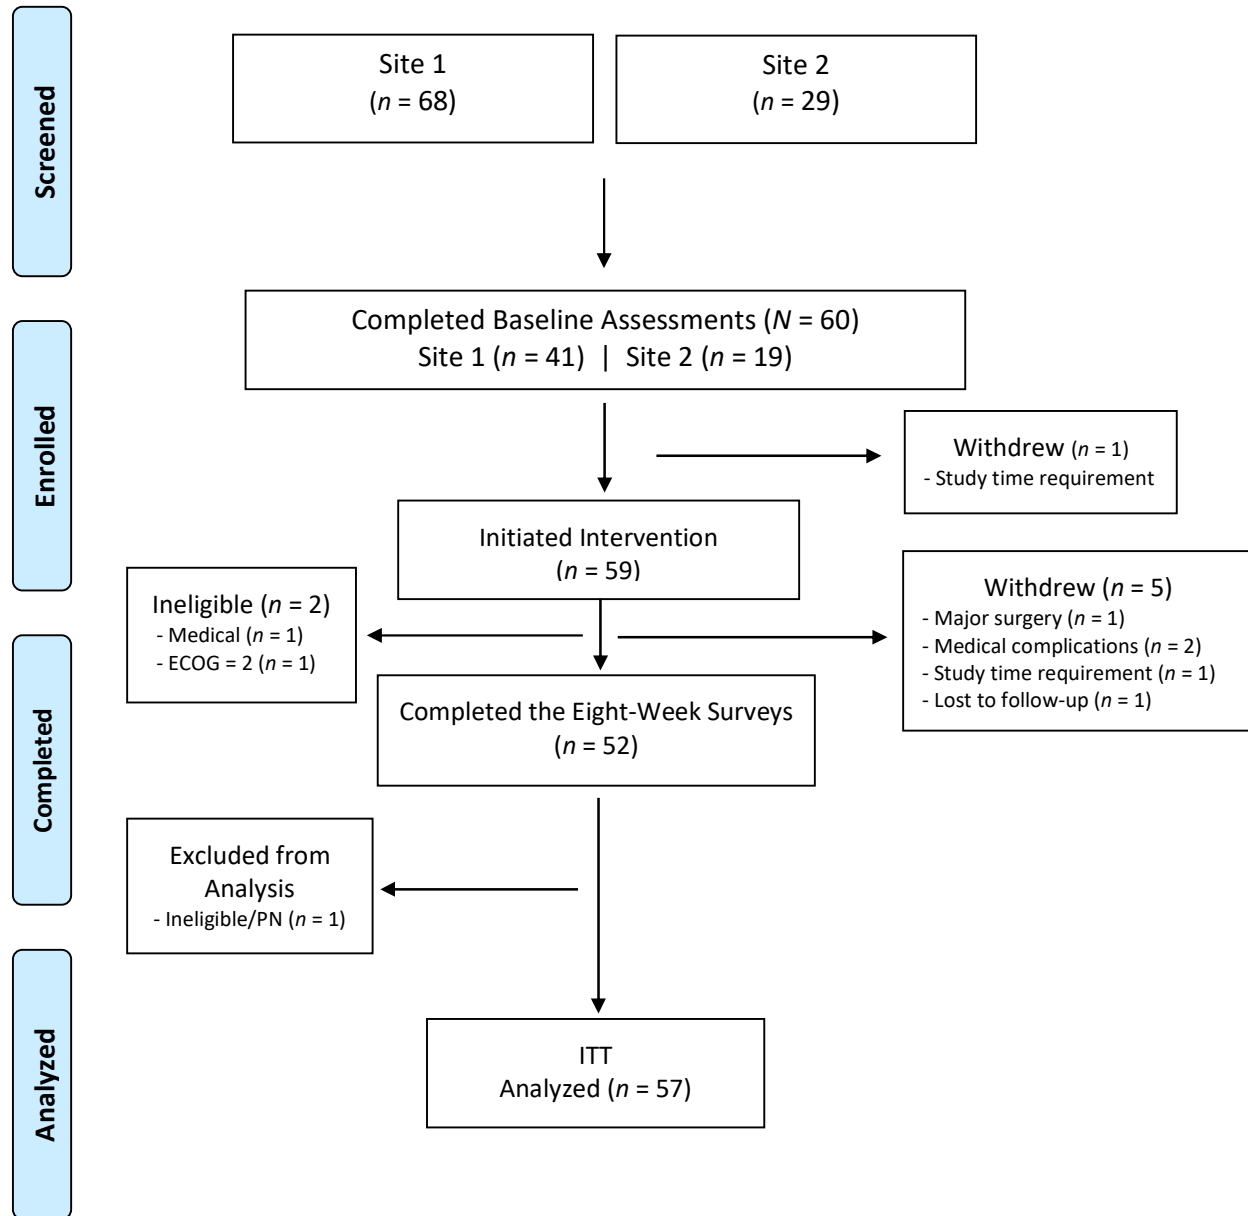 Screened
Site 1
(n = 68)
Site 2
(n = 29)
Enrolled
Completed Baseline Assessments (N = 60)
Site 1 (n = 41) | Site 2 (n = 19)
Withdrew (n = 1)
- Study time requirement
Initiated Intervention
(n = 59)
Ineligible (n = 2)
- Medical (n = 1)
- ECOG = 2 (n = 1)
Withdrew (n = 5)
- Major surgery (n = 1)
- Medical complications (n = 2)
- Study time requirement (n = 1)
- Lost to follow-up (n = 1)
Completed
Completed the Eight-Week Surveys
(n = 52)
Excluded from
Analysis
- Ineligible/PN (n = 1)
Analyzed
ITT
Analyzed (n = 57)